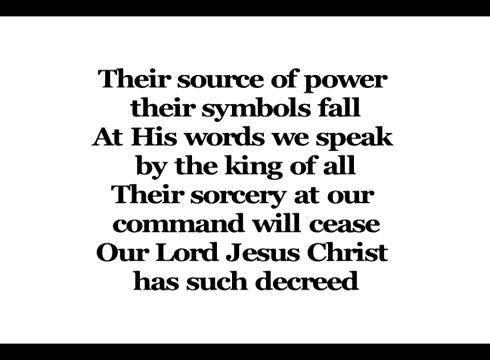 Their source of power
their symbols fall
At His words we speak
by the king of all
Their sorcery at our
command will cease
Our Lord Jesus Christ
has such decreed